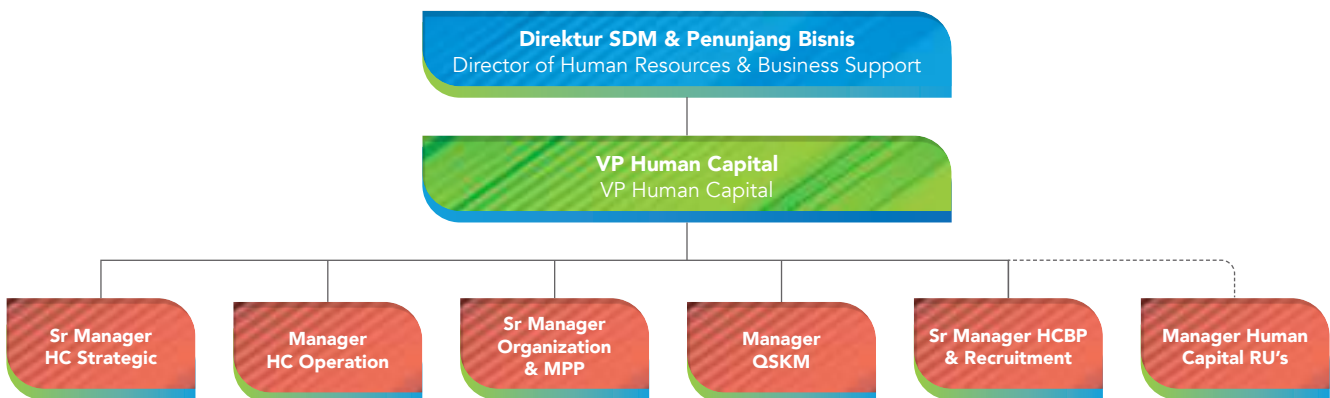 Direktur SDM & Penunjang Bisnis
Director of Human Resources & Business Support
VP Human Capital
VP Human Capital
Sr Manager
HC Strategic
Manager
HC Operation
Sr Manager
Organization
& MPP
Manager
QSKM
Sr Manager HCBP
& Recruitment
Manager Human
Capital RU's